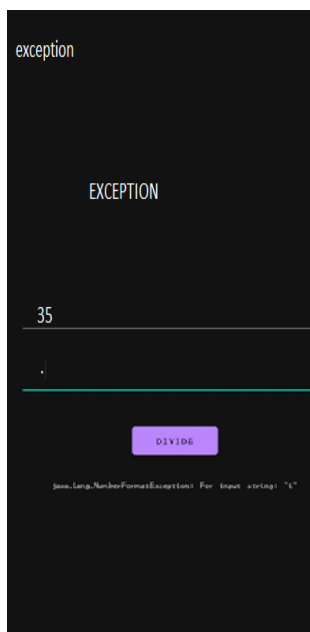 exception
EXCEPTION
35
.
DIVIDE
java.lang.NumberFormatException: For input string: "t"